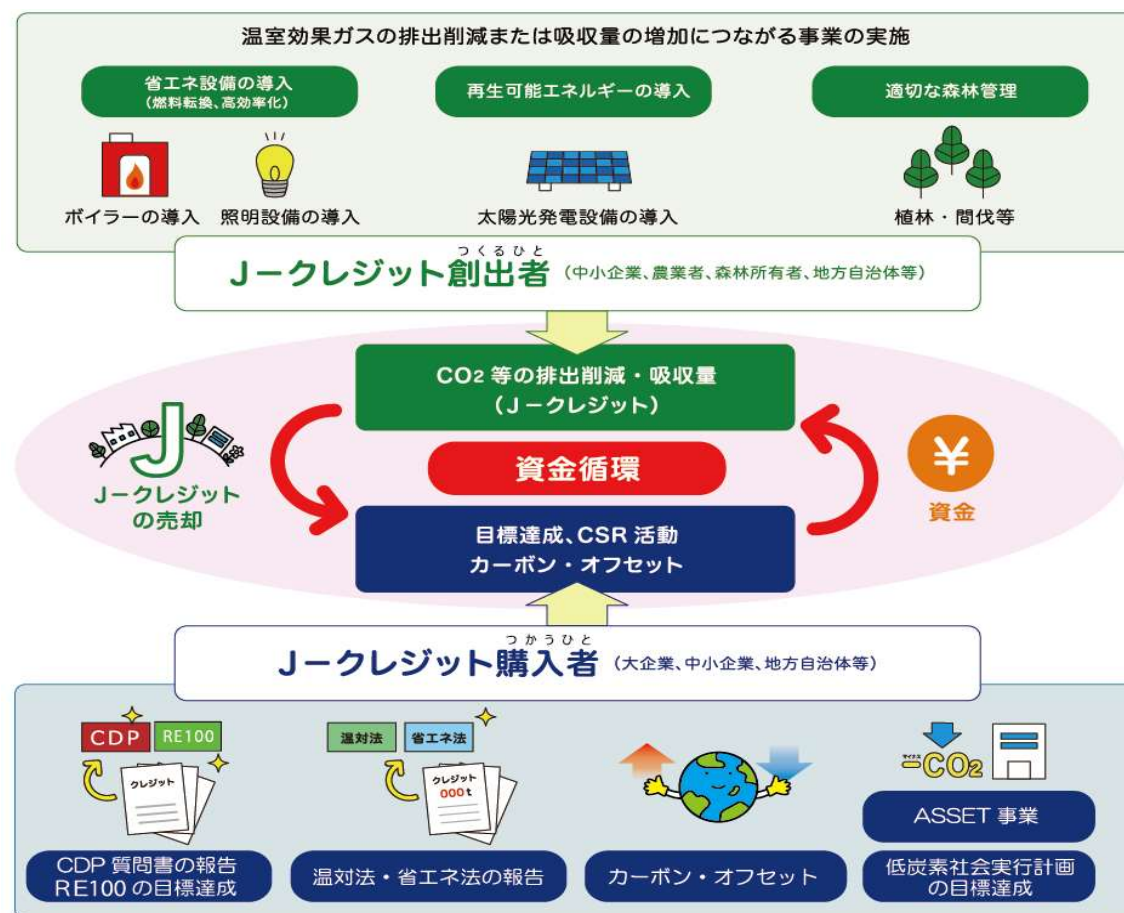 温室効果ガスの排出削減または吸収量の増加につながる事業の実施
省エネ設備の導入
(燃料転換、高効率化)
再生可能エネルギーの導入
適切な森林管理
ボイラーの導入
照明設備の導入
太陽光発電設備の導入
植林・間伐等
つくるひと
Jークレジット創出者（中小企業、農業者、森林所有者、地方自治体等）
CO2 等の排出削減・吸収量
（Jークレジット）
J
Jークレジット
の売却
資金循環
¥
資金
目標達成、CSR 活動
カーボン・オフセット
つかうひと
Jークレジット購入者（大企業、中小企業、地方自治体等）
CDP
RE100
クレジット
CDP 質問書の報告
RE100 の目標達成
温対法
省エネ法
クレジット
000t
温対法・省エネ法の報告
カーボン・オフセット
マイナス
-CO2
ASSET 事業
低炭素社会実行計画
の目標達成